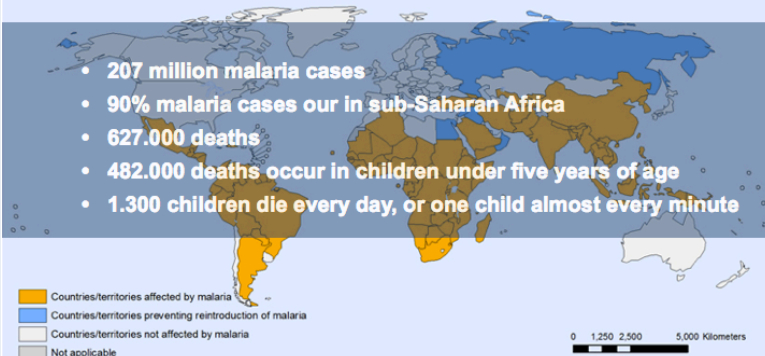 • 207 million malaria cases
• 90% malaria cases our in sub-Saharan Africa
• 627.000 deaths
• 482.000 deaths occur in children under five years of age
• 1.300 children die every day, or one child almost every minute
Countries/territories affected by malaria
Countries/territories preventing reintroduction of malaria
Countries/territories not affected by malaria
Not applicable
0 1,250 2,500 5,000 Kilometers